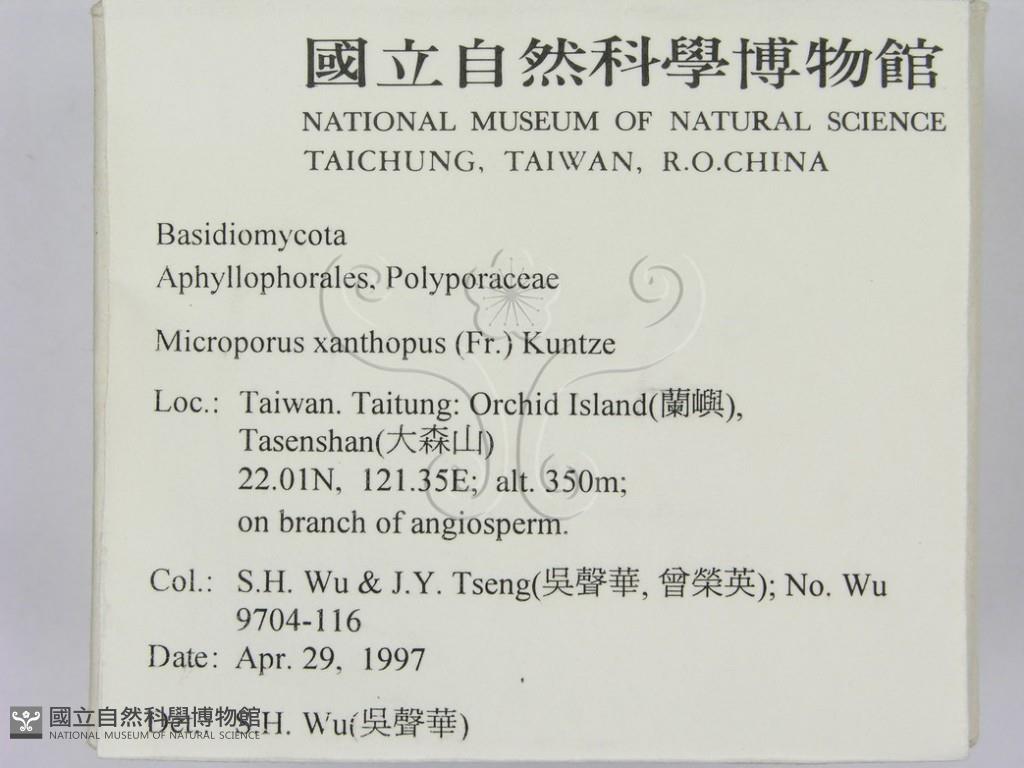 國立自然科學博物館
NATIONAL MUSEUM OF NATURAL SCIENCE
TAICHUNG, TAIWAN, R.O.CHINA
Basidiomycota
Aphyllophorales, Polyporaceae
Microporus xanthopus (Fr.) Kuntze
Loc.: Taiwan. Taitung: Orchid Island(蘭嶼),
Tasenshan(大森山)
22.01N, 121.35E; alt. 350m;
on branch of angiosperm.
Col.: S.H. Wu & J.Y. Tseng(吳聲華, 曾榮英); No. Wu
9704-116
Date: Apr. 29, 1997
Det.: S.H. Wu(吳聲華)
國立自然科學博物館
NATIONAL MUSEUM OF NATURAL SCIENCE